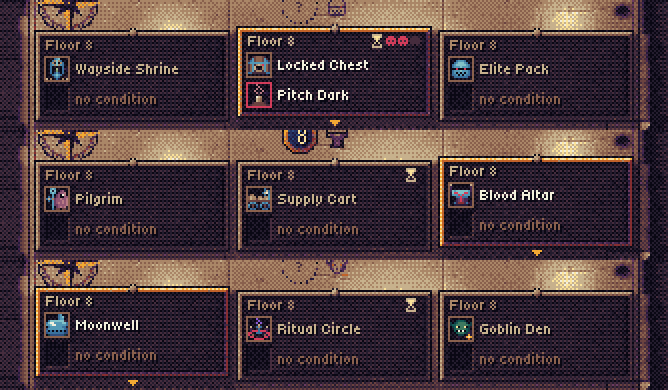 ?
Floor 8
Wayside Shrine
no condition
Floor 8
Locked Chest
Pitch Dark
Floor 8
Elite Pack
no condition
8
Floor 8
Pilgrim
no condition
Floor 8
Supply Cart
no condition
Floor 8
Blood Altar
no condition
?
Floor 8
Moonwell
no condition
Floor 8
Ritual Circle
no condition
Floor 8
Goblin Den
no condition